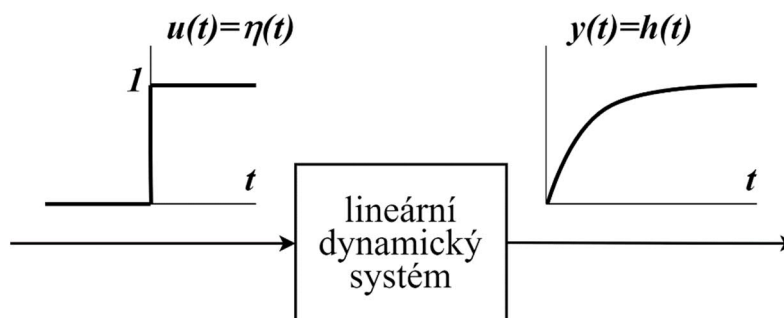 u(t)=η(t)
1
t
lineární
dynamický
systém
y(t)=h(t)
t